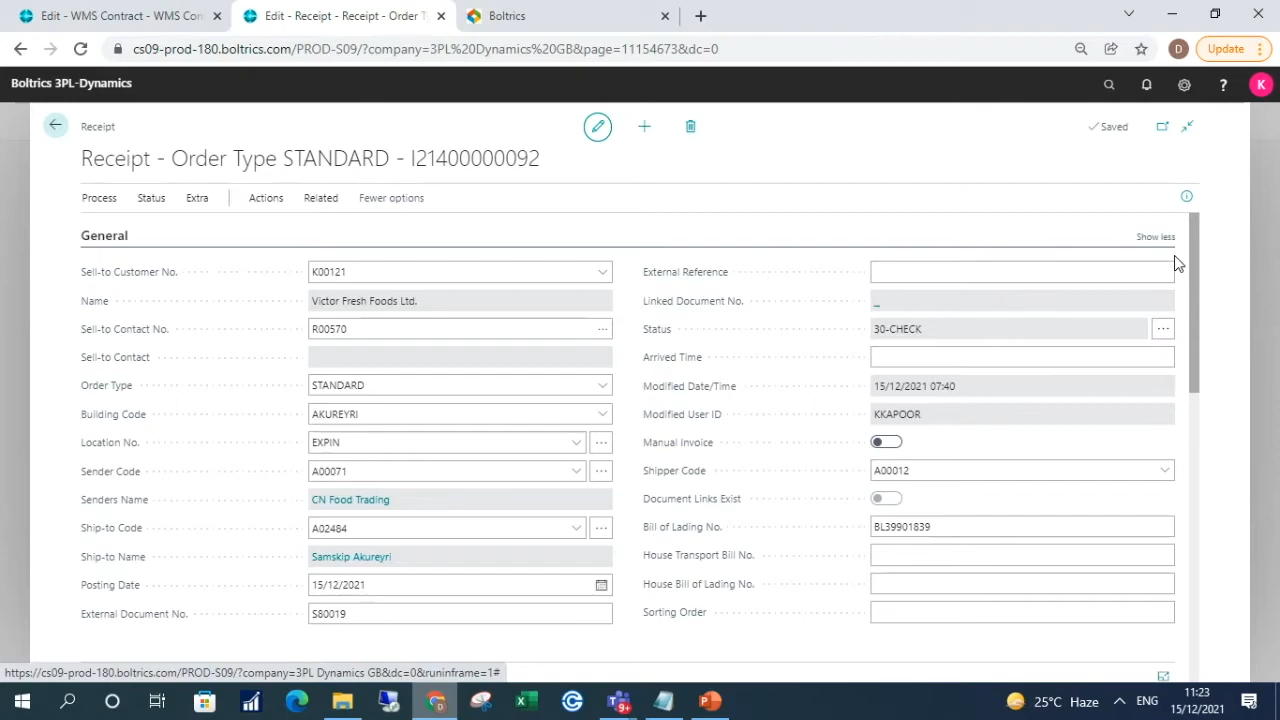 Edit - WMS Contract - WMS Cont
Edit - Receipt - Receipt - Order Ty
Boltrics
cs09-prod-180.boltrics.com/PROD-S09/?company=3PL%20Dynamics%20GB&page=11154673&dc=0
D
Update
Boltrics 3PL-Dynamics
?
K
Receipt
Saved
Receipt - Order Type STANDARD - I21400000092
Process Status Extra Actions Related Fewer options
General
Show less
Sell-to Customer No. K00121 External Reference
Name Victor Fresh Foods Ltd. Linked Document No. _
Sell-to Contact No. R00570 ... Status 30-CHECK ...
Sell-to Contact Arrived Time
Order Type STANDARD Modified Date/Time 15/12/2021 07:40
Building Code AKUREYRI Modified User ID KKAPOOR
Location No. EXPIN ... Manual Invoice
Sender Code A00071 ... Shipper Code A00012
Senders Name CN Food Trading Document Links Exist
Ship-to Code A02484 ... Bill of Lading No. BL39901839
Ship-to Name Samskip Akureyri House Transport Bill No.
Posting Date 15/12/2021 House Bill of Lading No.
External Document No. S80019 Sorting Order
https://cs09-prod-180.boltrics.com/PROD-S09/?company=3PL Dynamics GB&dc=0&runinframe=1#
9+
25°C Haze
ENG
11:23
15/12/2021